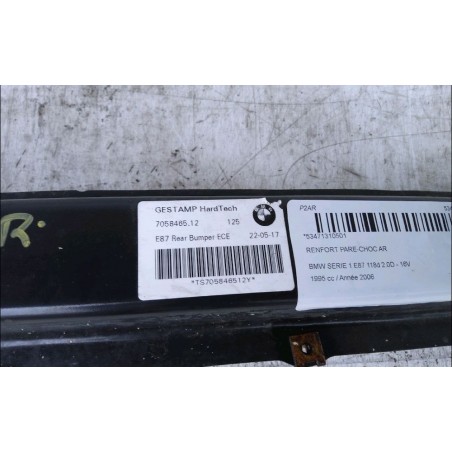 R.
GESTAMP HardTech
7058485.12 125
E87 Rear Bumper ECE 22-05-17
*TS705848512Y*
P2AR
*53471310501
RENFORT PARE-CHOC AR
BMW SERIE 1 E87 118d 2.0D - 16V
1995 cc / Année 2006